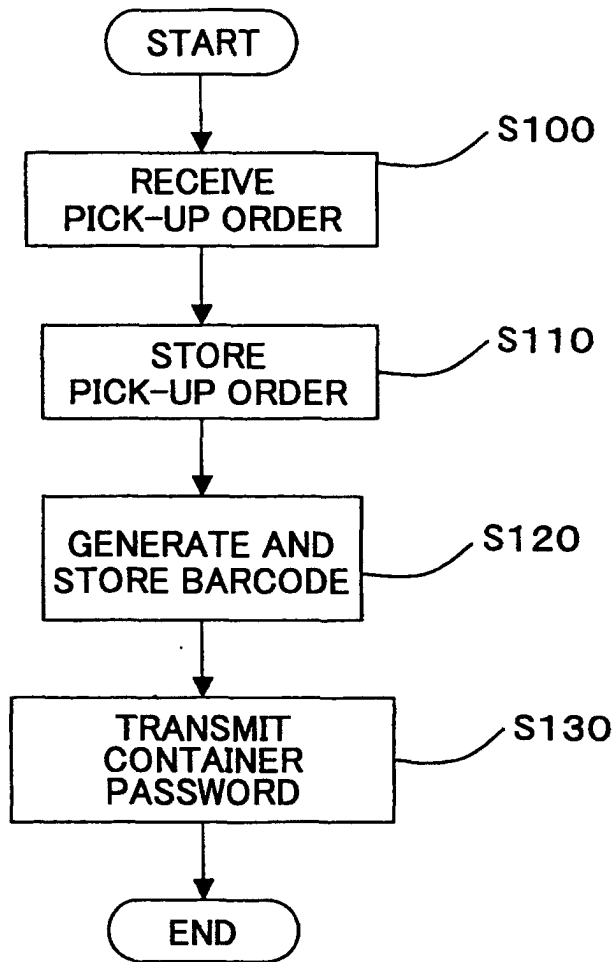 START
S100
RECEIVE
PICK-UP ORDER
S110
STORE
PICK-UP ORDER
S120
GENERATE AND
STORE BARCODE
S130
TRANSMIT
CONTAINER
PASSWORD
END